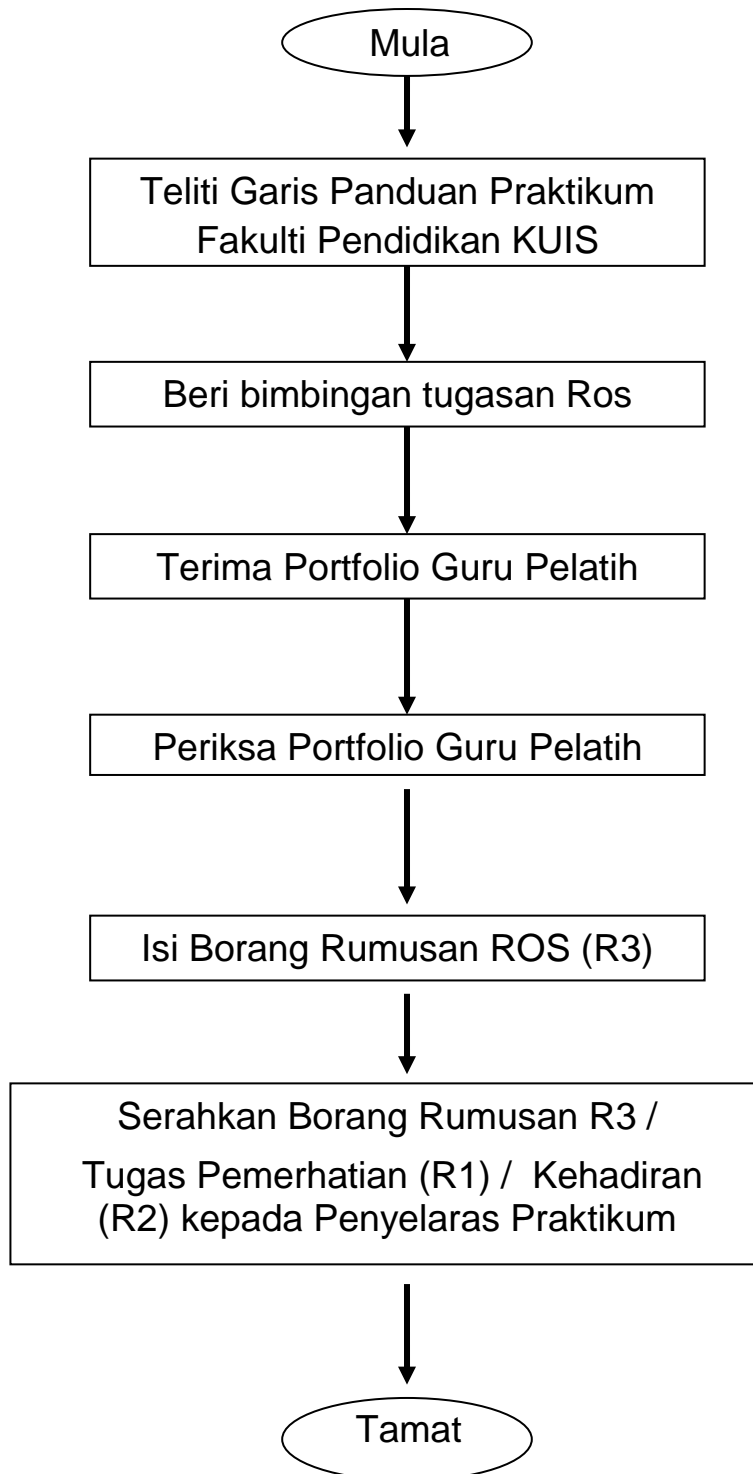 Mula
Teliti Garis Panduan Praktikum
Fakulti Pendidikan KUIS
Beri bimbingan tugasan Ros
Terima Portfolio Guru Pelatih
Periksa Portfolio Guru Pelatih
Isi Borang Rumusan ROS (R3)
Serahkan Borang Rumusan R3 /
Tugas Pemerhatian (R1) / Kehadiran
(R2) kepada Penyelaras Praktikum
Tamat